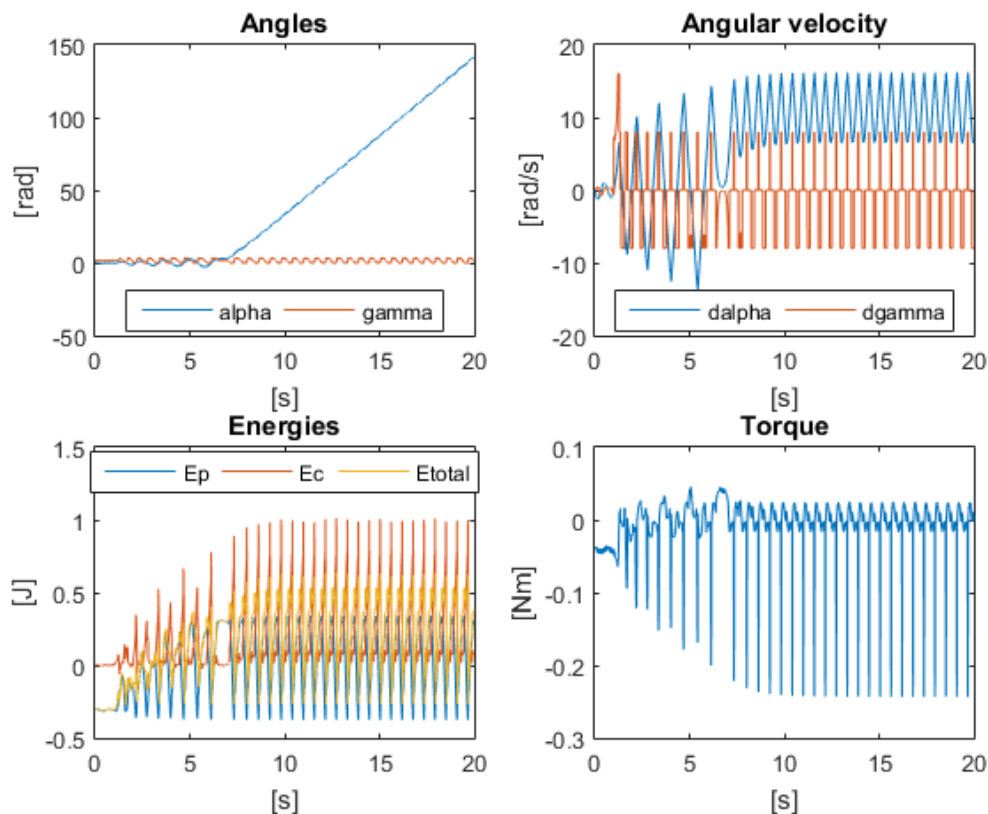 Angles
150
100
50
0
-50
[rad]
alpha gamma
0 5 10 15 20
[s]
Angular velocity
20
10
0
-10
-20
[rad/s]
dalpha dgamma
0 5 10 15 20
[s]
Energies
1.5
1
0.5
0
-0.5
[J]
Ep Ec Etotal
0 5 10 15 20
[s]
Torque
0.1
0
-0.1
-0.2
-0.3
[Nm]
0 5 10 15 20
[s]